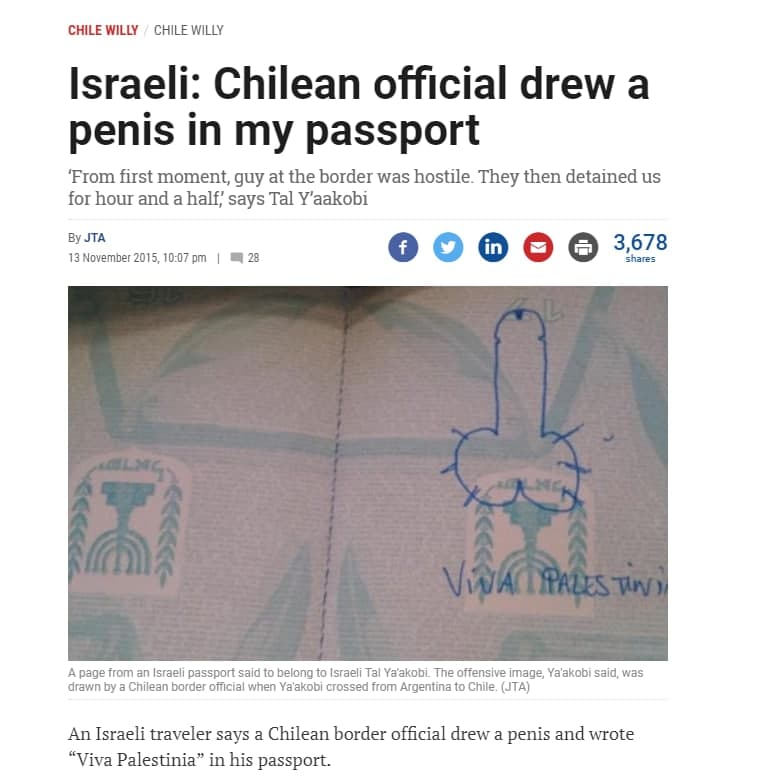 CHILE WILLY / CHILE WILLY
Israeli: Chilean official drew a
penis in my passport
'From first moment, guy at the border was hostile. They then detained us
for hour and a half,' says Tal Y'aakobi
By JTA
13 November 2015, 10:07 pm | 28
3,678
shares
VIVA PALESTINI
A page from an Israeli passport said to belong to Israeli Tal Ya'akobi. The offensive image, Ya'akobi said, was
drawn by a Chilean border official when Ya'akobi crossed from Argentina to Chile. (JTA)
An Israeli traveler says a Chilean border official drew a penis and wrote
“Viva Palestinia” in his passport.